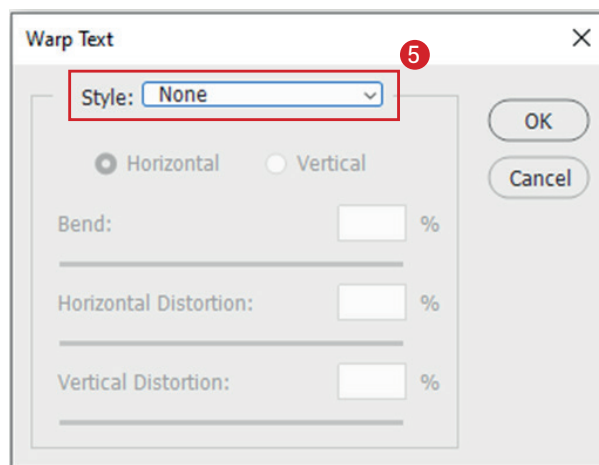 Warp Text
5
Style: None
OK
Horizontal Vertical
Cancel
Bend: %
Horizontal Distortion: %
Vertical Distortion: %